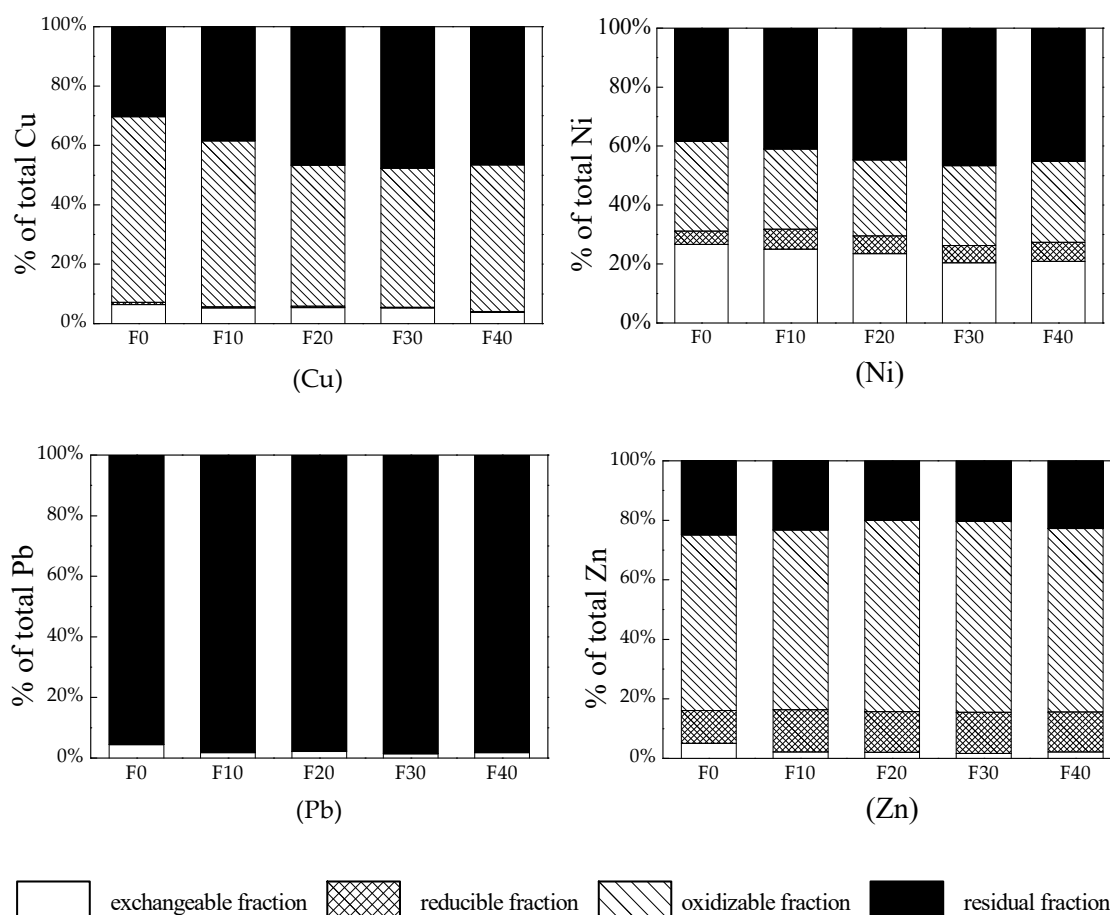 100%
80%
60%
40%
20%
0%
% of total Cu
F0 F10 F20 F30 F40
(Cu)
100%
80%
60%
40%
20%
0%
% of total Ni
F0 F10 F20 F30 F40
(Ni)
100%
80%
60%
40%
20%
0%
% of total Pb
F0 F10 F20 F30 F40
(Pb)
100%
80%
60%
40%
20%
0%
% of total Zn
F0 F10 F20 F30 F40
(Zn)
exchangeable fraction reducible fraction oxidizable fraction residual fraction